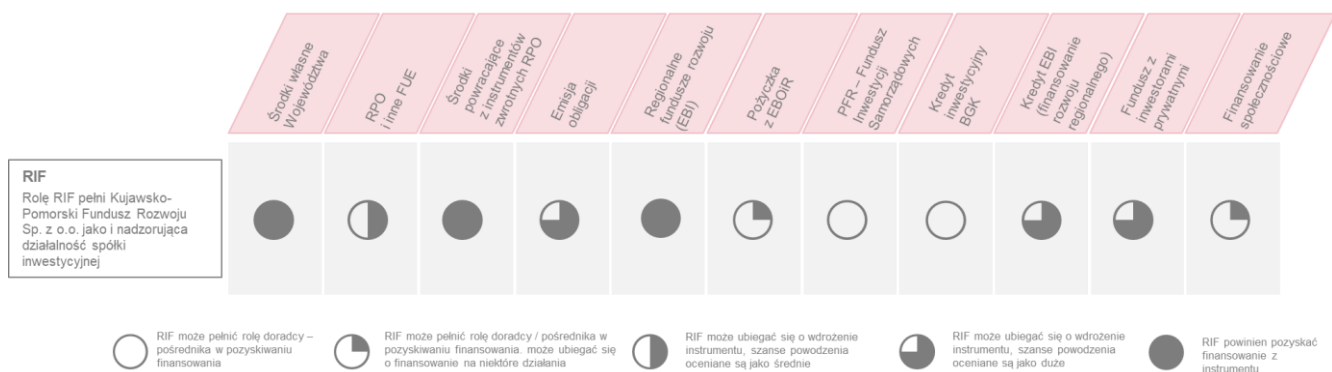 Środki własne
Województwa
RPO
i inne FUE
Środki
powracające
z instrumentów
zwrotnych RPO
Emisja
obligacji
Regionalne
fundusze rozwoju
(EBI)
Pożyczka
z EBOiR
PFR – Fundusz
Inwestycji
Samorządowych
Kredyt
inwestycyjny
BGK
Kredyt EBI
(finansowanie
rozwoju
regionalnego)
Fundusz z
inwestorami
prywatnymi
Finansowanie
społecznościowe
RIF
Rolę RIF pełni Kujawsko-
Pomorski Fundusz Rozwoju
Sp. z o.o. jako i nadzorująca
działalność spółki
inwestycyjnej
RIF może pełnić rolę doradcy –
pośrednika w pozyskiwaniu
finansowania
RIF może pełnić rolę doradcy / pośrednika w
pozyskiwaniu finansowania. może ubiegać się
o finansowanie na niektóre działania
RIF może ubiegać się o wdrożenie
instrumentu, szanse powodzenia
oceniane są jako średnie
RIF może ubiegać się o wdrożenie
instrumentu, szanse powodzenia
oceniane są jako duże
RIF powinien pozyskać
finansowanie z
instrumentu